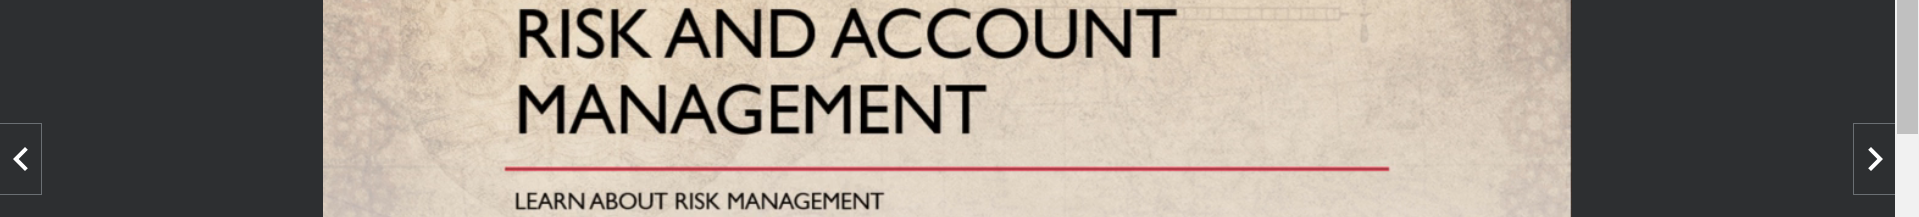 RISK AND ACCOUNT
MANAGEMENT
LEARN ABOUT RISK MANAGEMENT